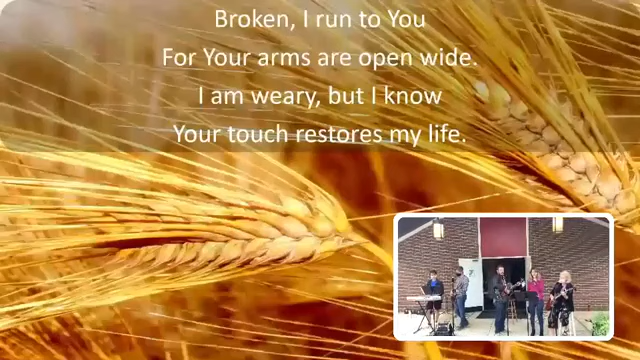 Broken, I run to You
For Your arms are open wide.
I am weary, but I know
Your touch restores my life.